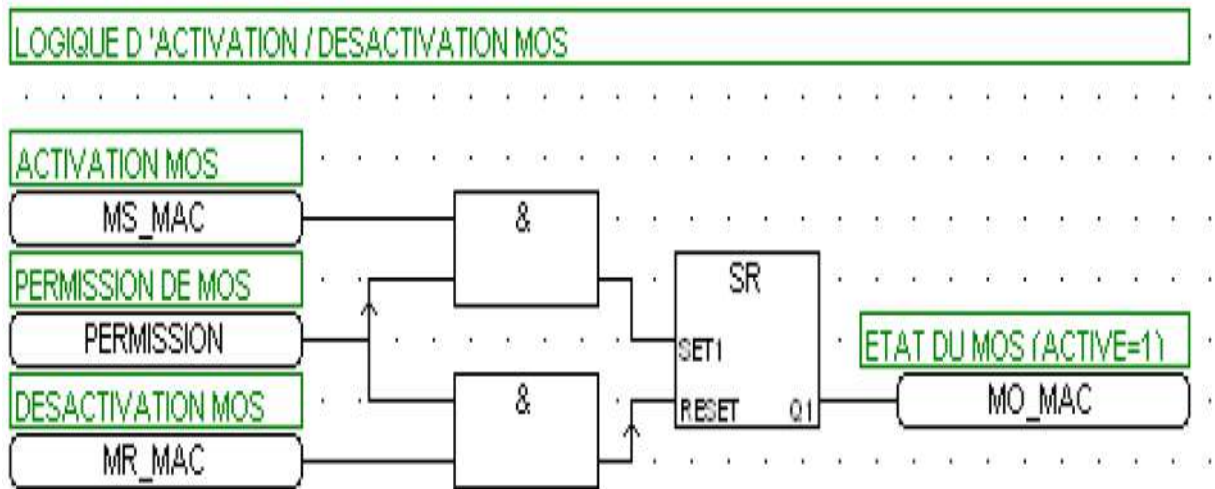 LOGIQUE D 'ACTIVATION / DESACTIVATION MOS
ACTIVATION MOS
MS_MAC
&
PERMISSION DE MOS
SR
PERMISSION
SET1
ETAT DU MOS (ACTIVE=1)
DESACTIVATION MOS
&
RESET Q1
MO_MAC
MR_MAC